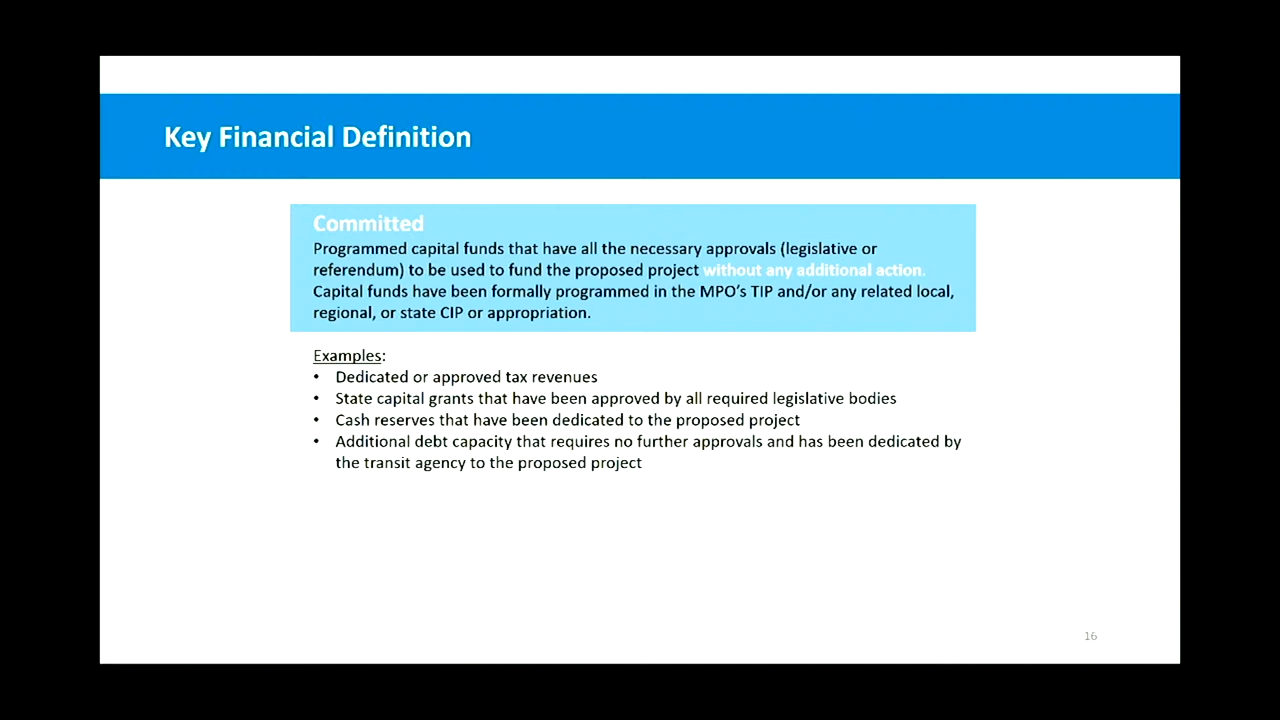 Key Financial Definition
Committed
Programmed capital funds that have all the necessary approvals (legislative or
referendum) to be used to fund the proposed project without any additional action.
Capital funds have been formally programmed in the MPO's TIP and/or any related local,
regional, or state CIP or appropriation.
Examples:
• Dedicated or approved tax revenues
• State capital grants that have been approved by all required legislative bodies
• Cash reserves that have been dedicated to the proposed project
• Additional debt capacity that requires no further approvals and has been dedicated by
the transit agency to the proposed project
16